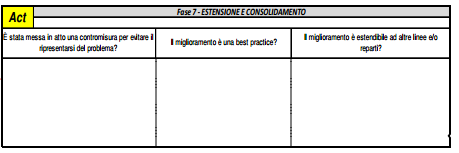 Act
Fase 7 - ESTENSIONE E CONSOLIDAMENTO
È stata messa in atto una contromisura per evitare il
ripresentarsi del problema?
Il miglioramento è una best practice?
Il miglioramento è estendibile ad altre linee e/o
reparti?